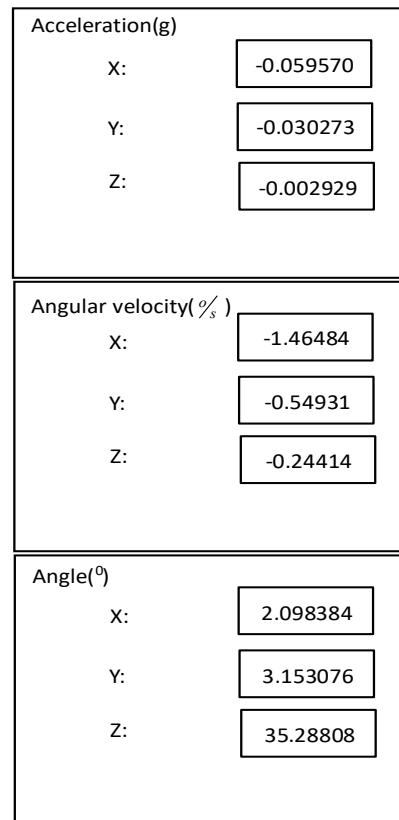 Acceleration(g)
X: -0.059570
Y: -0.030273
Z: -0.002929
Angular velocity(º/s )
X: -1.46484
Y: -0.54931
Z: -0.24414
Angle(⁰)
X: 2.098384
Y: 3.153076
Z: 35.28808